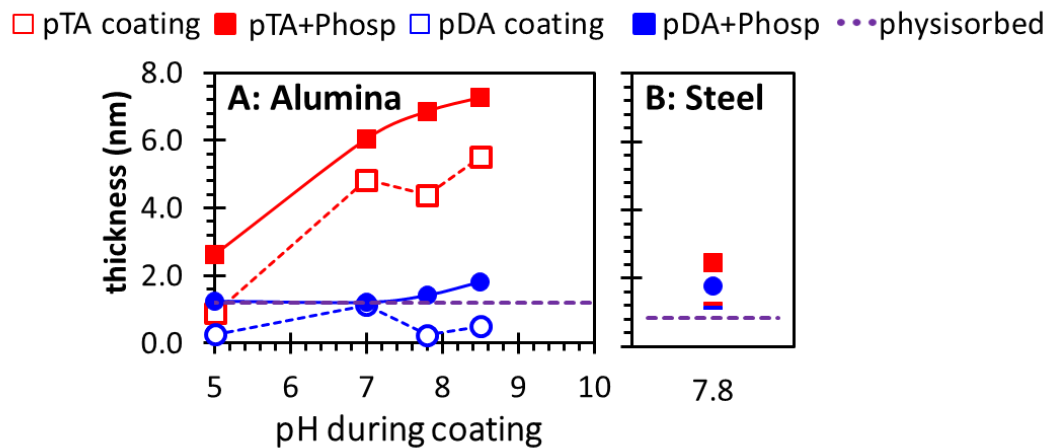 pTA coating pTA+Phosp pDA coating pDA+Phosp physisorbed
A: Alumina
B: Steel
thickness (nm)
8.0
6.0
4.0
2.0
0.0
5 6 7 8 9 10
7.8
pH during coating